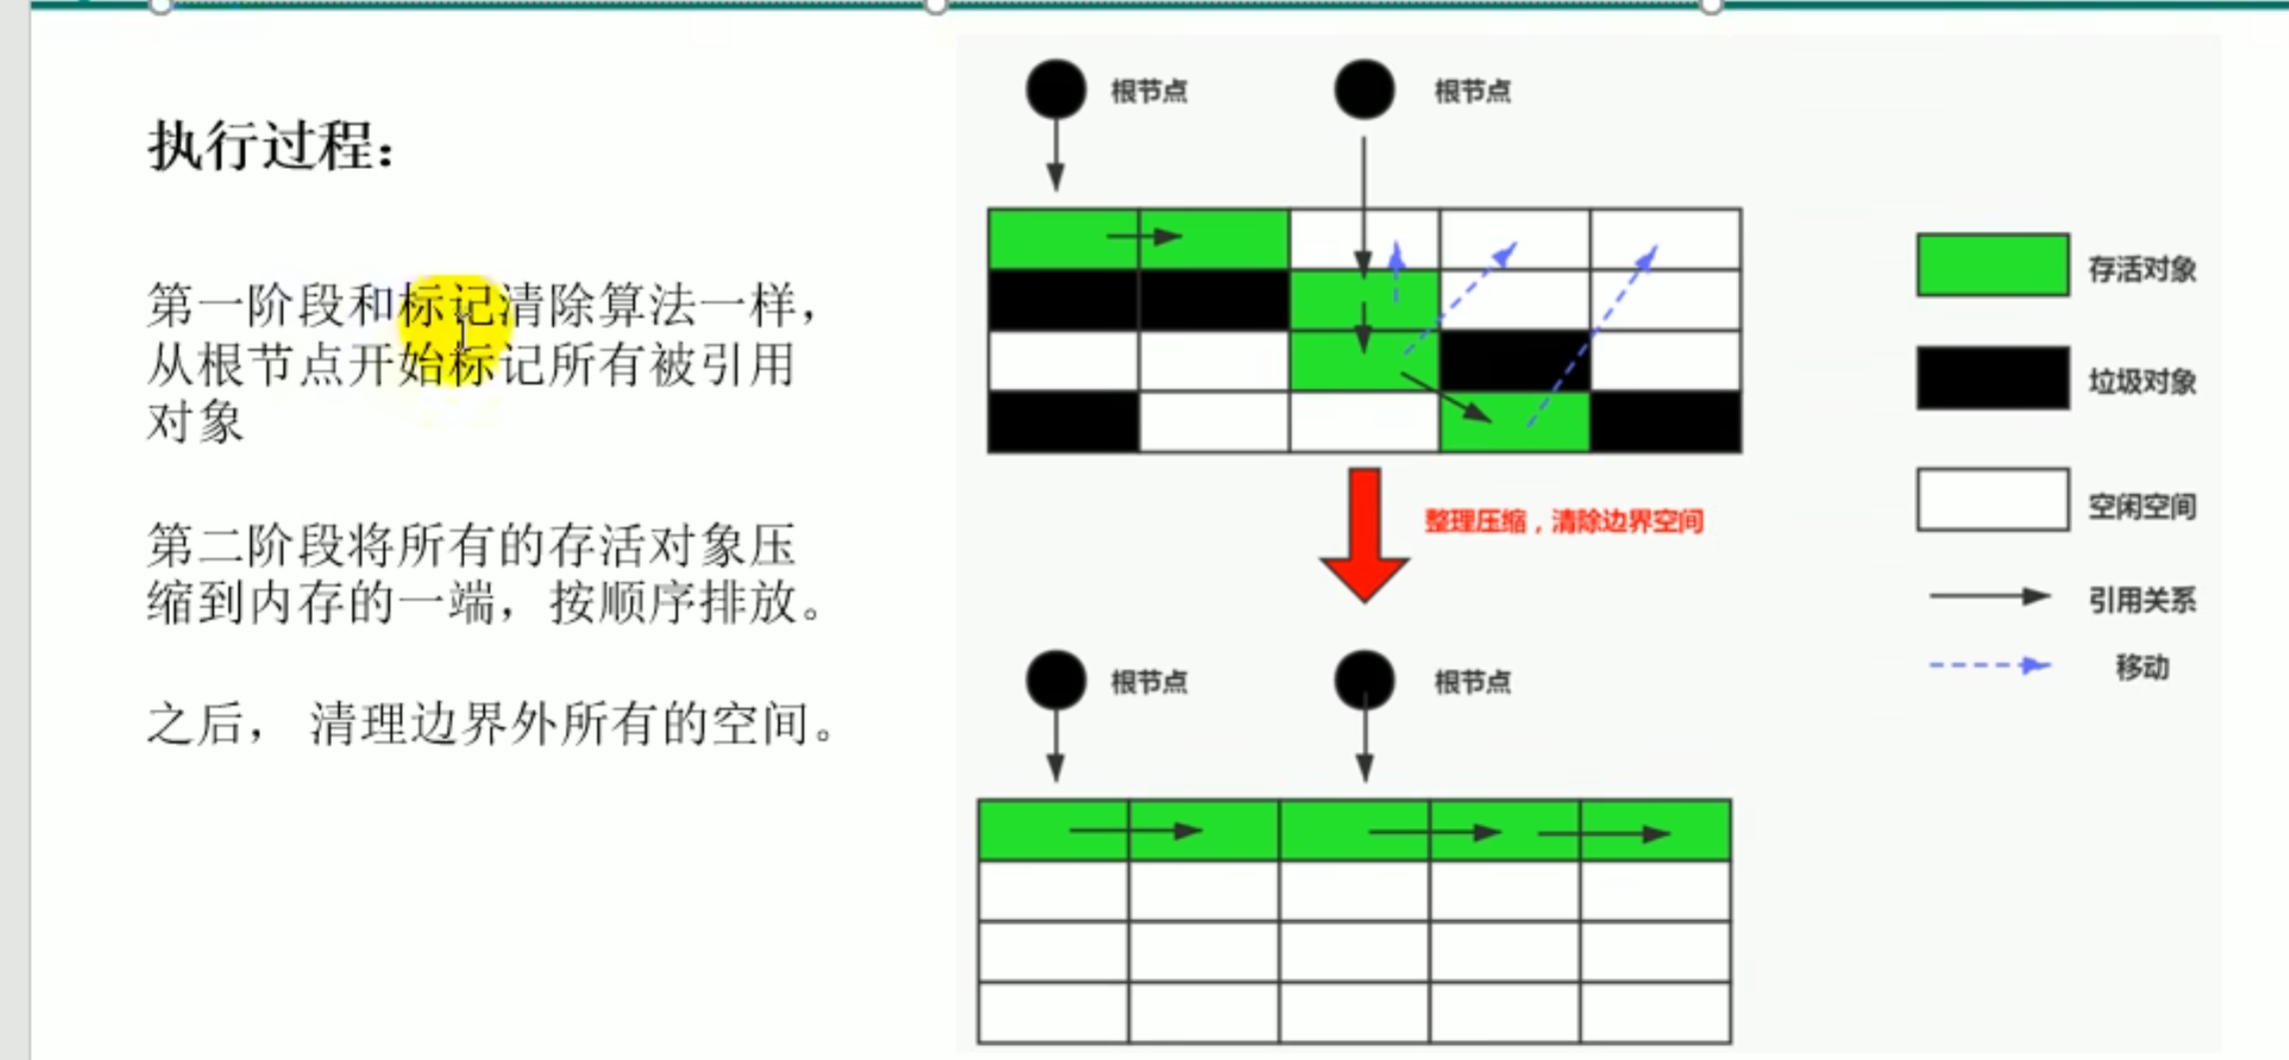 执行过程：
第一阶段和标记清除算法一样，
从根节点开始标记所有被引用
对象
第二阶段将所有的存活对象压
缩到内存的一端，按顺序排放。
之后， 清理边界外所有的空间。
根节点
根节点
整理压缩，清除边界空间
根节点
根节点
存活对象
垃圾对象
空闲空间
引用关系
移动